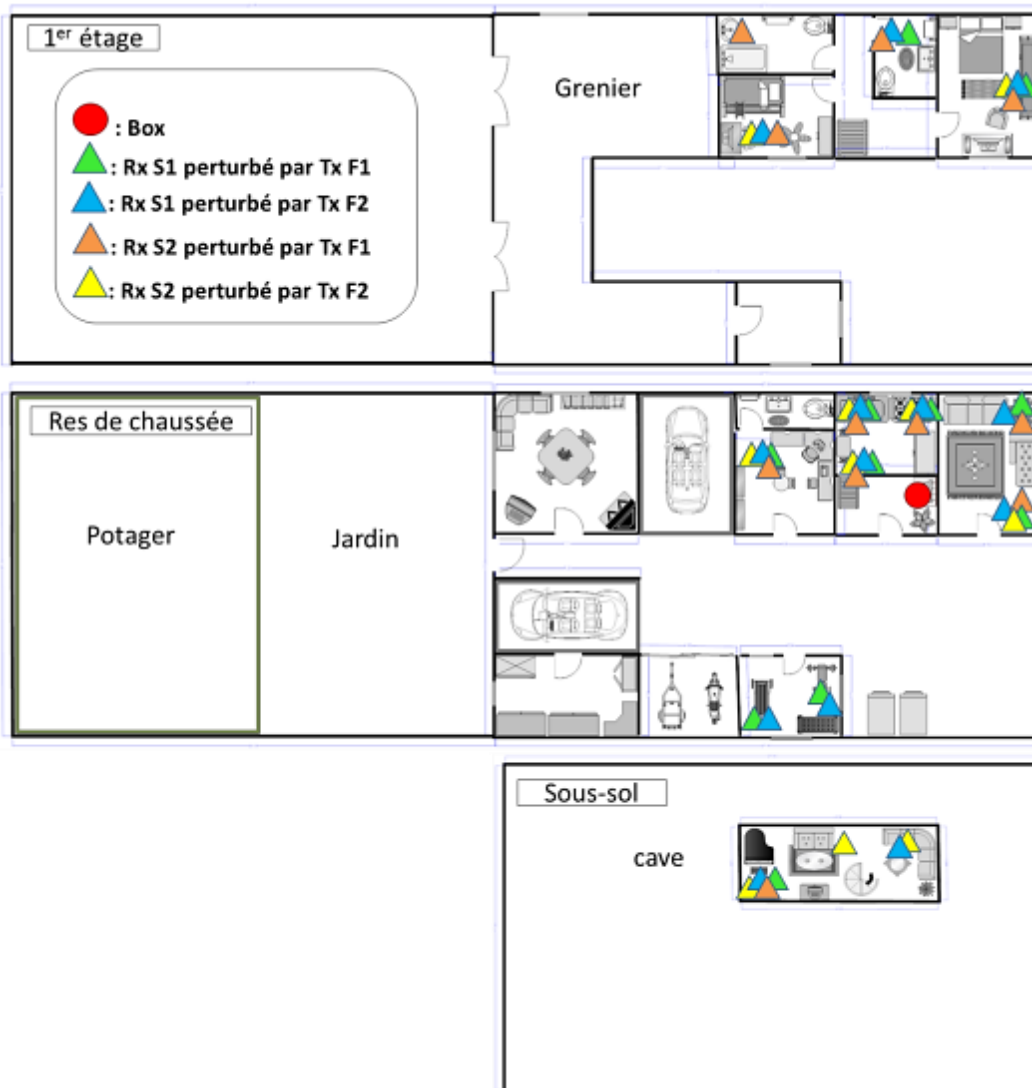 1er étage
: Box
: Rx S1 perturbé par Tx F1
: Rx S1 perturbé par Tx F2
: Rx S2 perturbé par Tx F1
: Rx S2 perturbé par Tx F2
Grenier
Res de chaussée
Potager
Jardin
Sous-sol
cave